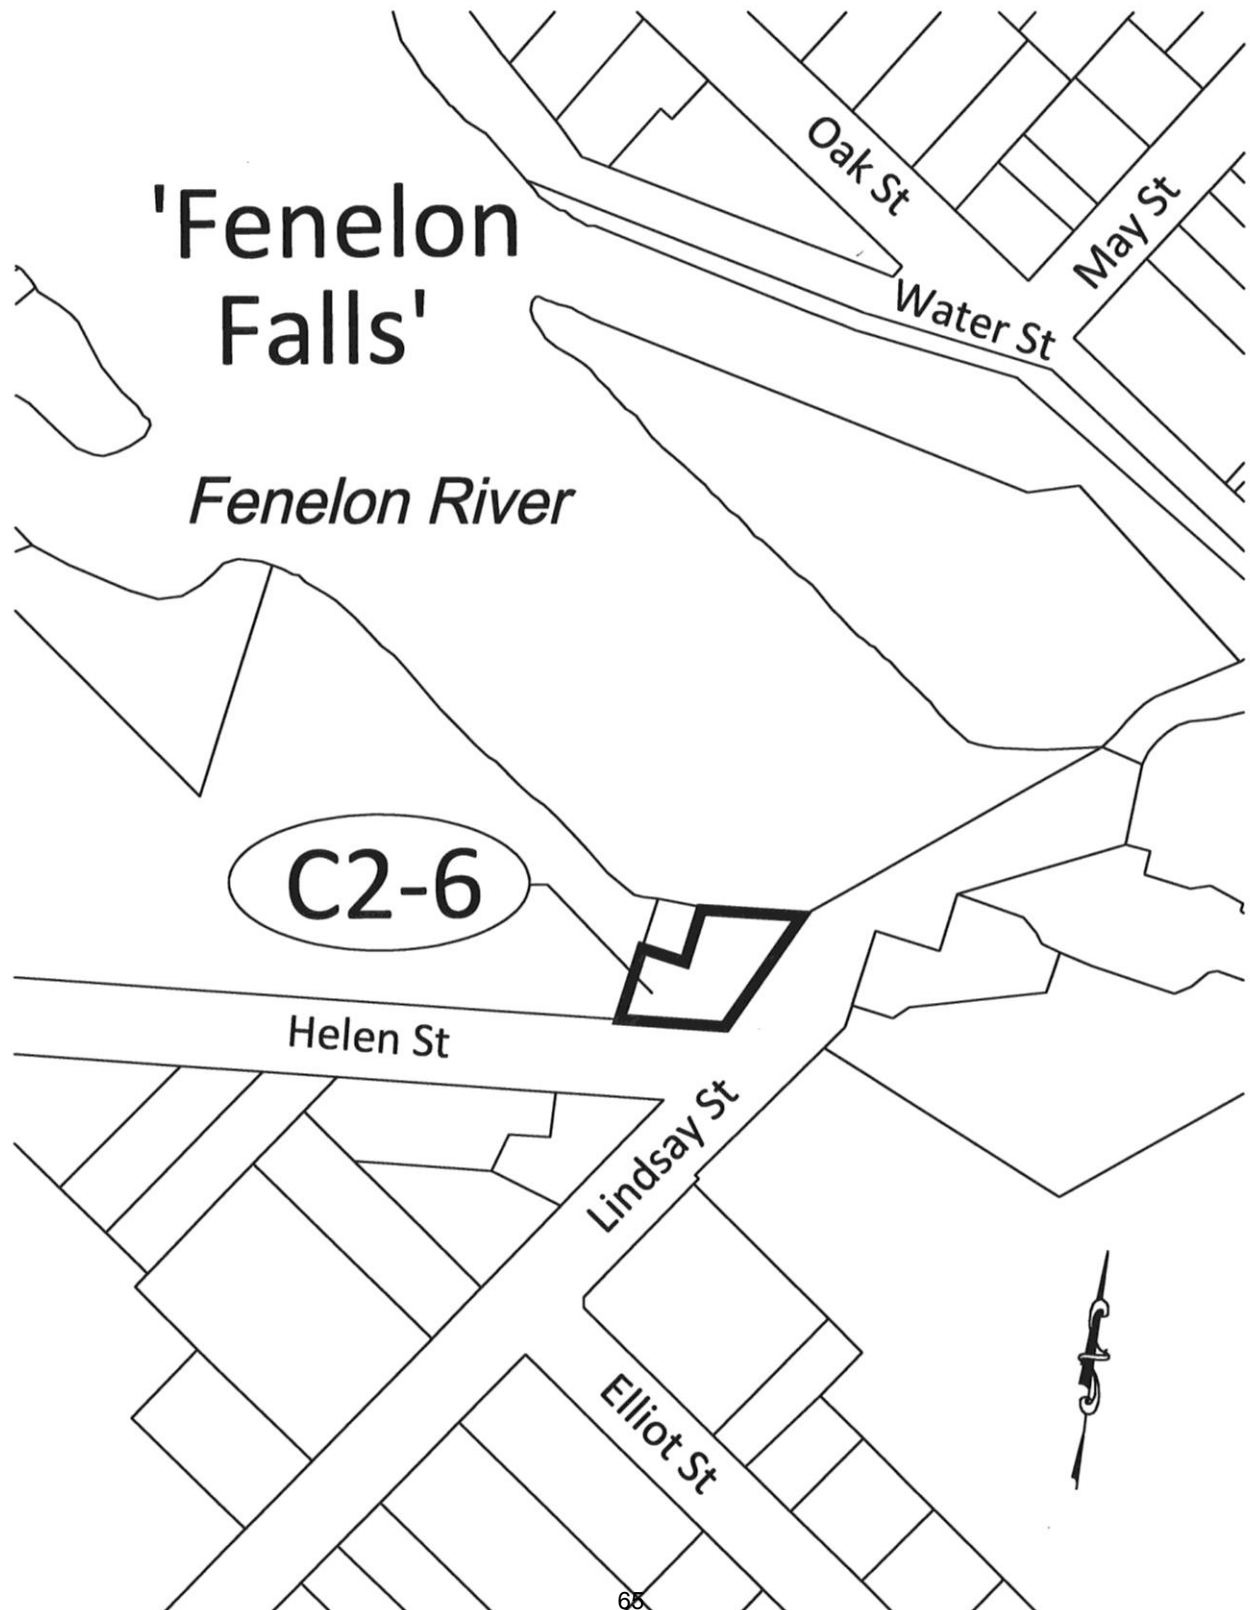 Oak St
May St
'Fenelon
Falls'
Water St
Fenelon River
C2-6
Helen St
Lindsay St
Elliot St
65